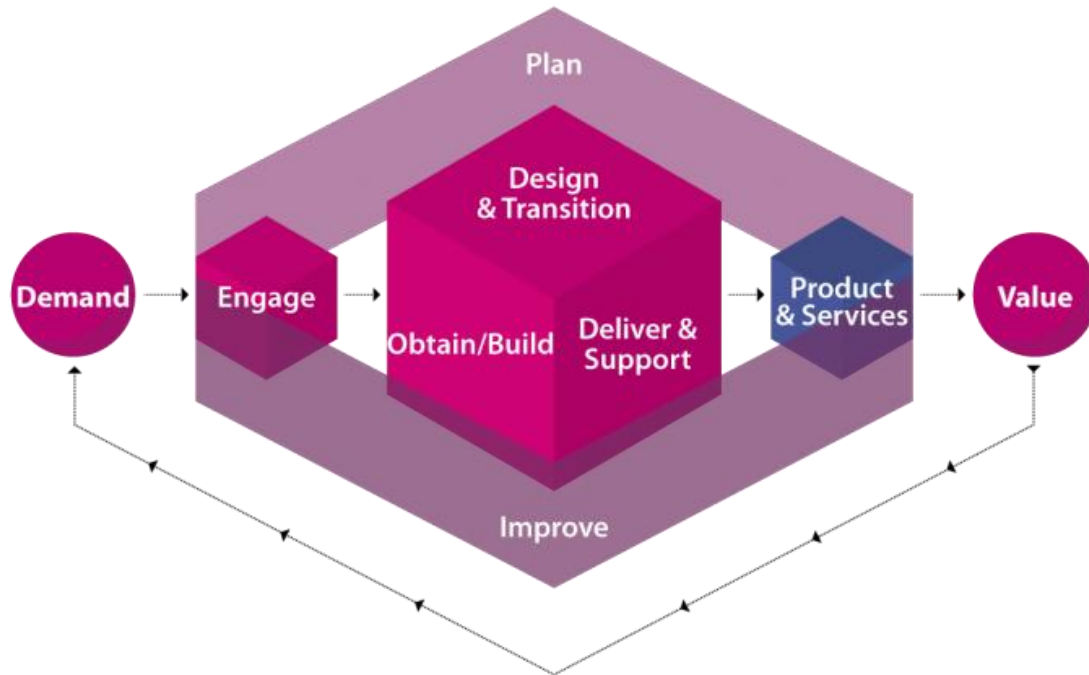 Plan
Design
& Transition
Demand
Engage
Obtain/Build
Deliver &
Support
Product
& Services
Value
Improve